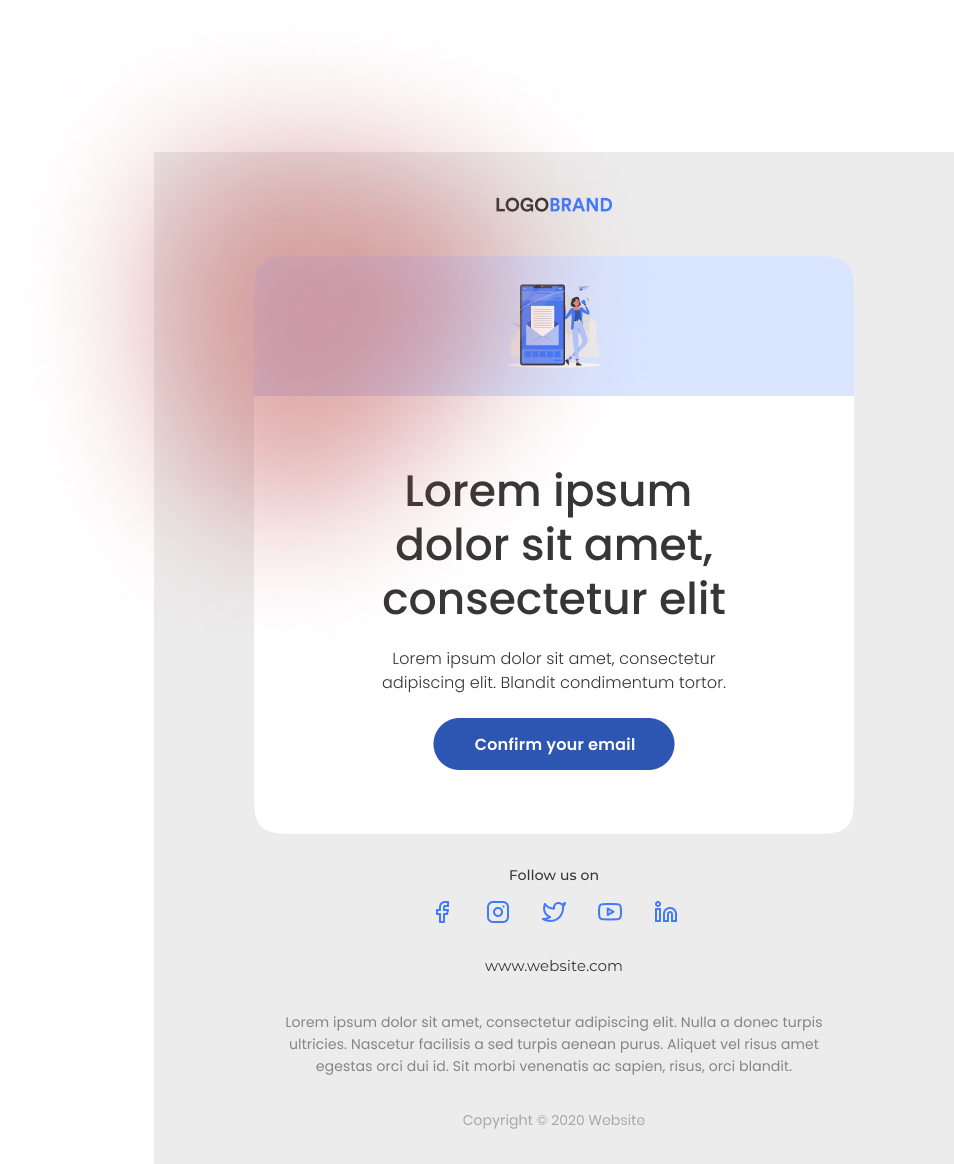 LOGOBRAND
Lorem ipsum
dolor sit amet,
consectetur elit
Lorem ipsum dolor sit amet, consectetur
adipiscing elit. Blandit condimentum tortor.
Confirm your email
Follow us on
www.website.com
Lorem ipsum dolor sit amet, consectetur adipiscing elit. Nulla a donec turpis
ultricies. Nascetur facilisis a sed turpis aenean purus. Aliquet vel risus amet
egestas orci dui id. Sit morbi venenatis ac sapien, risus, orci blandit.
Copyright © 2020 Website